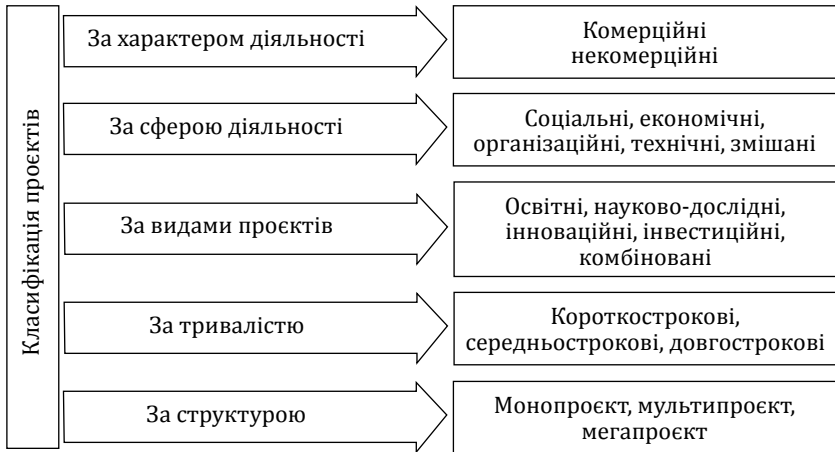 Класифікація проєктів
За характером діяльності
Комерційні
некомерційні
За сферою діяльності
Соціальні, економічні,
організаційні, технічні, змішані
За видами проєктів
Освітні, науково-дослідні,
інноваційні, інвестиційні,
комбіновані
За тривалістю
Короткострокові,
середньострокові, довгострокові
За структурою
Монопроєкт, мультипроєкт,
мегапроєкт